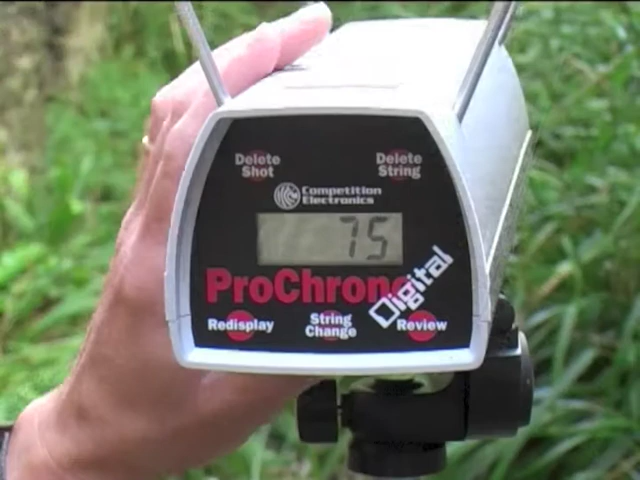 Delete
Shot
Delete
String
Competition
Electronics
75
ProChrono
Digital
Redisplay
String
Change
Review